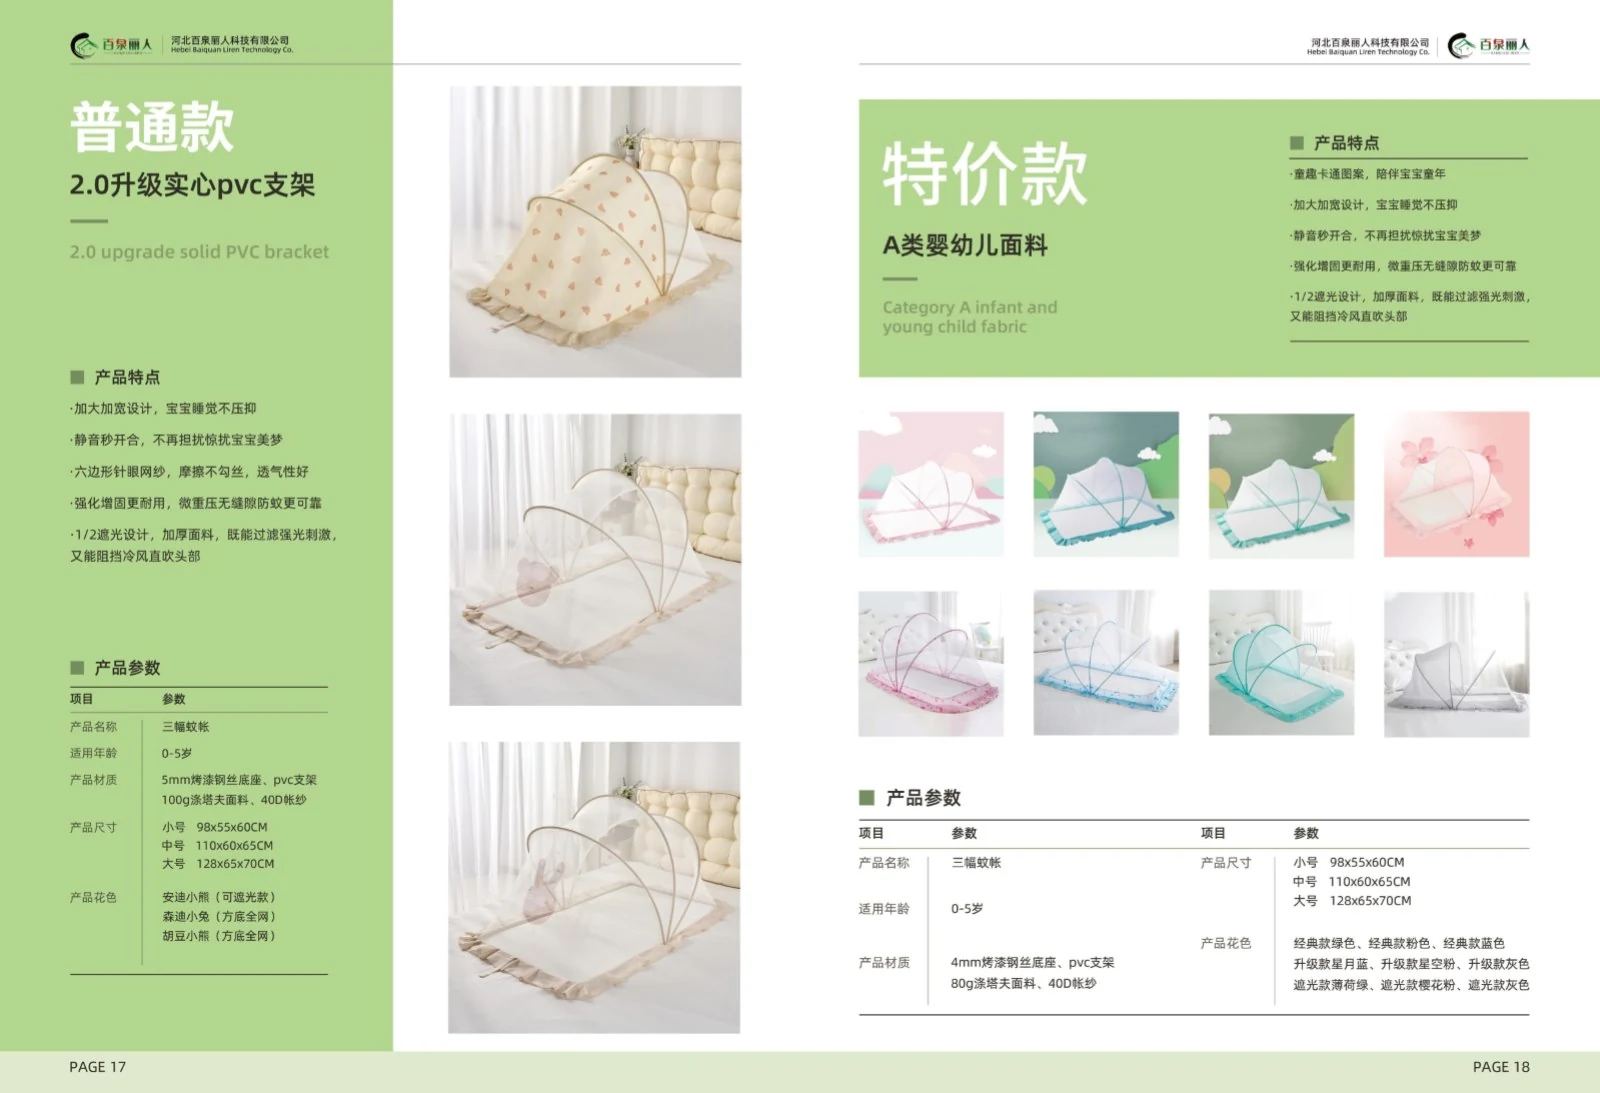 百泉丽人
河北百泉丽人科技有限公司
Hebei Baiquan Liren Technology Co.
普通款
2.0升级实心pvc支架
2.0 upgrade solid PVC bracket
产品特点
·加大加宽设计，宝宝睡觉不压抑
·静音秒开合，不再担扰惊扰宝宝美梦
·六边形针眼网纱，摩擦不勾丝，透气性好
·强化增固更耐用，微重压无缝隙防蚊更可靠
·1/2遮光设计，加厚面料，既能过滤强光刺激，
又能阻挡冷风直吹头部
产品参数
项目 参数
产品名称 三幅蚊帐
适用年龄 0-5岁
产品材质 5mm烤漆钢丝底座、pvc支架
100g涤塔夫面料、40D帐纱
产品尺寸 小号 98x55x60CM
中号 110x60x65CM
大号 128x65x70CM
产品花色 安迪小熊（可遮光款）
森迪小兔（方底全网）
胡豆小熊（方底全网）
PAGE 17
河北百泉丽人科技有限公司
Hebei Baiquan Liren Technology Co.
百泉丽人
特价款
A类婴幼儿面料
Category A infant and
young child fabric
产品特点
·童趣卡通图案，陪伴宝宝童年
·加大加宽设计，宝宝睡觉不压抑
·静音秒开合，不再担扰惊扰宝宝美梦
·强化增固更耐用，微重压无缝隙防蚊更可靠
·1/2遮光设计，加厚面料，既能过滤强光刺激，
又能阻挡冷风直吹头部
产品参数
项目 参数 项目 参数
产品名称 三幅蚊帐 产品尺寸 小号 98x55x60CM
中号 110x60x65CM
大号 128x65x70CM
适用年龄 0-5岁
产品花色 经典款绿色、经典款粉色、经典款蓝色
产品材质 4mm烤漆钢丝底座、pvc支架 升级款星月蓝、升级款星空粉、升级款灰色
80g涤塔夫面料、40D帐纱 遮光款薄荷绿、遮光款樱花粉、遮光款灰色
PAGE 18